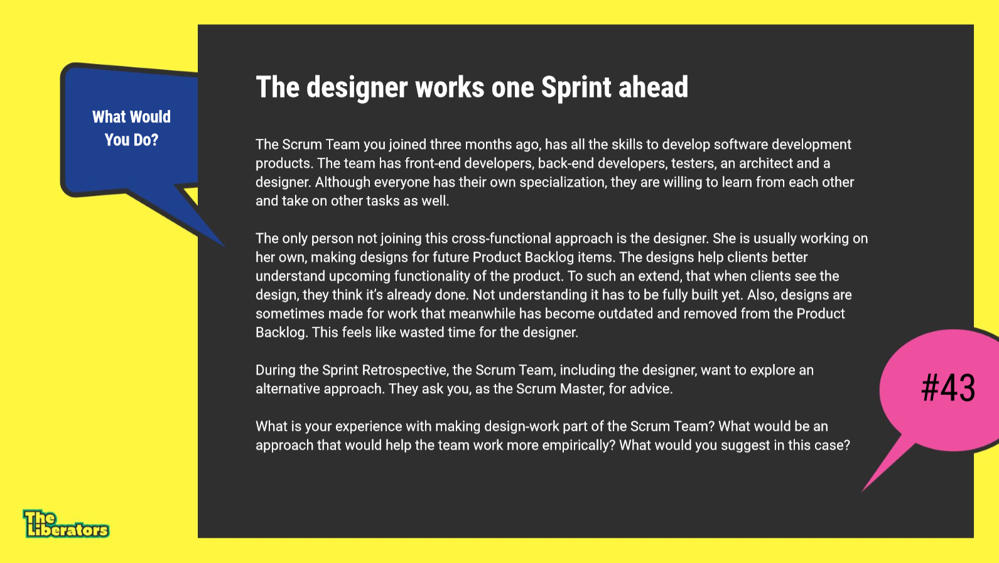 What Would
You Do?
The designer works one Sprint ahead
The Scrum Team you joined three months ago, has all the skills to develop software development
products. The team has front-end developers, back-end developers, testers, an architect and a
designer. Although everyone has their own specialization, they are willing to learn from each other
and take on other tasks as well.
The only person not joining this cross-functional approach is the designer. She is usually working on
her own, making designs for future Product Backlog items. The designs help clients better
understand upcoming functionality of the product. To such an extend, that when clients see the
design, they think it’s already done. Not understanding it has to be fully built yet. Also, designs are
sometimes made for work that meanwhile has become outdated and removed from the Product
Backlog. This feels like wasted time for the designer.
During the Sprint Retrospective, the Scrum Team, including the designer, want to explore an
alternative approach. They ask you, as the Scrum Master, for advice.
What is your experience with making design-work part of the Scrum Team? What would be an
approach that would help the team work more empirically? What would you suggest in this case?
#43
The
Liberators